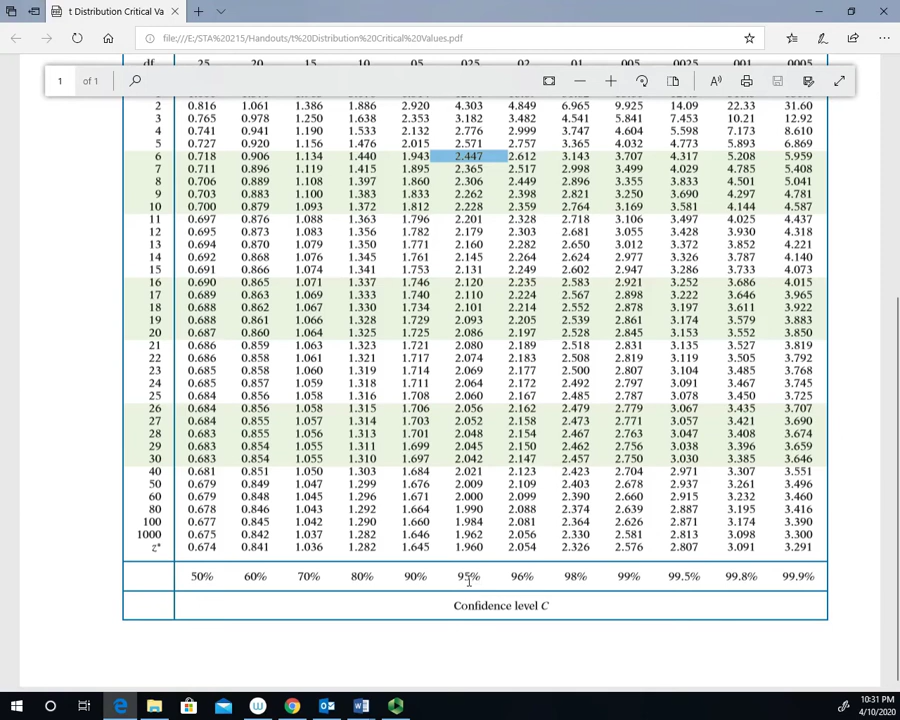 t Distribution Critical Va
file:///E:/STA%20215/Handouts/t%20Distribution%20Critical%20Values.pdf
df 25 20 15 10 05 025 02 01 005 0025 001 0005
1 of 1
2 0.816 1.061 1.386 1.886 2.920 4.303 4.849 6.965 9.925 14.09 22.33 31.60
3 0.765 0.978 1.250 1.638 2.353 3.182 3.482 4.541 5.841 7.453 10.21 12.92
4 0.741 0.941 1.190 1.533 2.132 2.776 2.999 3.747 4.604 5.598 7.173 8.610
5 0.727 0.920 1.156 1.476 2.015 2.571 2.757 3.365 4.032 4.773 5.893 6.869
6 0.718 0.906 1.134 1.440 1.943 2.447 2.612 3.143 3.707 4.317 5.208 5.959
7 0.711 0.896 1.119 1.415 1.895 2.365 2.517 2.998 3.499 4.029 4.785 5.408
8 0.706 0.889 1.108 1.397 1.860 2.306 2.449 2.896 3.355 3.833 4.501 5.041
9 0.703 0.883 1.100 1.383 1.833 2.262 2.398 2.821 3.250 3.690 4.297 4.781
10 0.700 0.879 1.093 1.372 1.812 2.228 2.359 2.764 3.169 3.581 4.144 4.587
11 0.697 0.876 1.088 1.363 1.796 2.201 2.328 2.718 3.106 3.497 4.025 4.437
12 0.695 0.873 1.083 1.356 1.782 2.179 2.303 2.681 3.055 3.428 3.930 4.318
13 0.694 0.870 1.079 1.350 1.771 2.160 2.282 2.650 3.012 3.372 3.852 4.221
14 0.692 0.868 1.076 1.345 1.761 2.145 2.264 2.624 2.977 3.326 3.787 4.140
15 0.691 0.866 1.074 1.341 1.753 2.131 2.249 2.602 2.947 3.286 3.733 4.073
16 0.690 0.865 1.071 1.337 1.746 2.120 2.235 2.583 2.921 3.252 3.686 4.015
17 0.689 0.863 1.069 1.333 1.740 2.110 2.224 2.567 2.898 3.222 3.646 3.965
18 0.688 0.862 1.067 1.330 1.734 2.101 2.214 2.552 2.878 3.197 3.611 3.922
19 0.688 0.861 1.066 1.328 1.729 2.093 2.205 2.539 2.861 3.174 3.579 3.883
20 0.687 0.860 1.064 1.325 1.725 2.086 2.197 2.528 2.845 3.153 3.552 3.850
21 0.686 0.859 1.063 1.323 1.721 2.080 2.189 2.518 2.831 3.135 3.527 3.819
22 0.686 0.858 1.061 1.321 1.717 2.074 2.183 2.508 2.819 3.119 3.505 3.792
23 0.685 0.858 1.060 1.319 1.714 2.069 2.177 2.500 2.807 3.104 3.485 3.768
24 0.685 0.857 1.059 1.318 1.711 2.064 2.172 2.492 2.797 3.091 3.467 3.745
25 0.684 0.856 1.058 1.316 1.708 2.060 2.167 2.485 2.787 3.078 3.450 3.725
26 0.684 0.856 1.058 1.315 1.706 2.056 2.162 2.479 2.779 3.067 3.435 3.707
27 0.684 0.855 1.057 1.314 1.703 2.052 2.158 2.473 2.771 3.057 3.421 3.690
28 0.683 0.855 1.056 1.313 1.701 2.048 2.154 2.467 2.763 3.047 3.408 3.674
29 0.683 0.854 1.055 1.311 1.699 2.045 2.150 2.462 2.756 3.038 3.396 3.659
30 0.683 0.854 1.055 1.310 1.697 2.042 2.147 2.457 2.750 3.030 3.385 3.646
40 0.681 0.851 1.050 1.303 1.684 2.021 2.123 2.423 2.704 2.971 3.307 3.551
50 0.679 0.849 1.047 1.299 1.676 2.009 2.109 2.403 2.678 2.937 3.261 3.496
60 0.679 0.848 1.045 1.296 1.671 2.000 2.099 2.390 2.660 2.915 3.232 3.460
80 0.678 0.846 1.043 1.292 1.664 1.990 2.088 2.374 2.639 2.887 3.195 3.416
100 0.677 0.845 1.042 1.290 1.660 1.984 2.081 2.364 2.626 2.871 3.174 3.390
1000 0.675 0.842 1.037 1.282 1.646 1.962 2.056 2.330 2.581 2.813 3.098 3.300
z* 0.674 0.841 1.036 1.282 1.645 1.960 2.054 2.326 2.576 2.807 3.091 3.291
50% 60% 70% 80% 90% 95% 96% 98% 99% 99.5% 99.8% 99.9%
Confidence level C
10:31 PM
4/10/2020